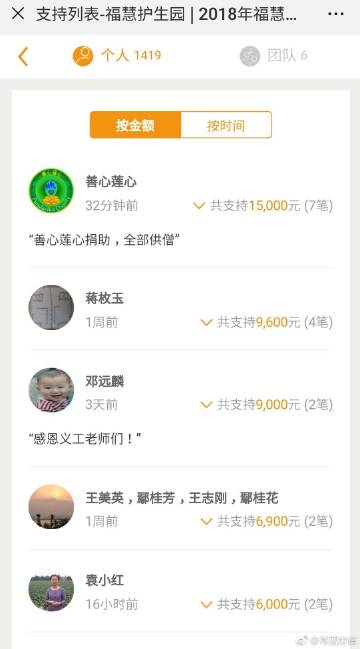 支持列表-福慧护生园 | 2018年福慧...
个人 1419
团队 6
按金额
按时间
善心莲心
32分钟前
共支持15,000元 (7笔)
“善心莲心捐助，全部供僧”
蒋枚玉
1周前
共支持9,600元 (4笔)
邓远麟
3天前
共支持9,000元 (2笔)
“感恩义工老师们！”
王美英，鄢桂芳，王志刚，鄢桂花
1周前
共支持6,900元 (2笔)
袁小红
16小时前
共支持6,000元 (2笔)